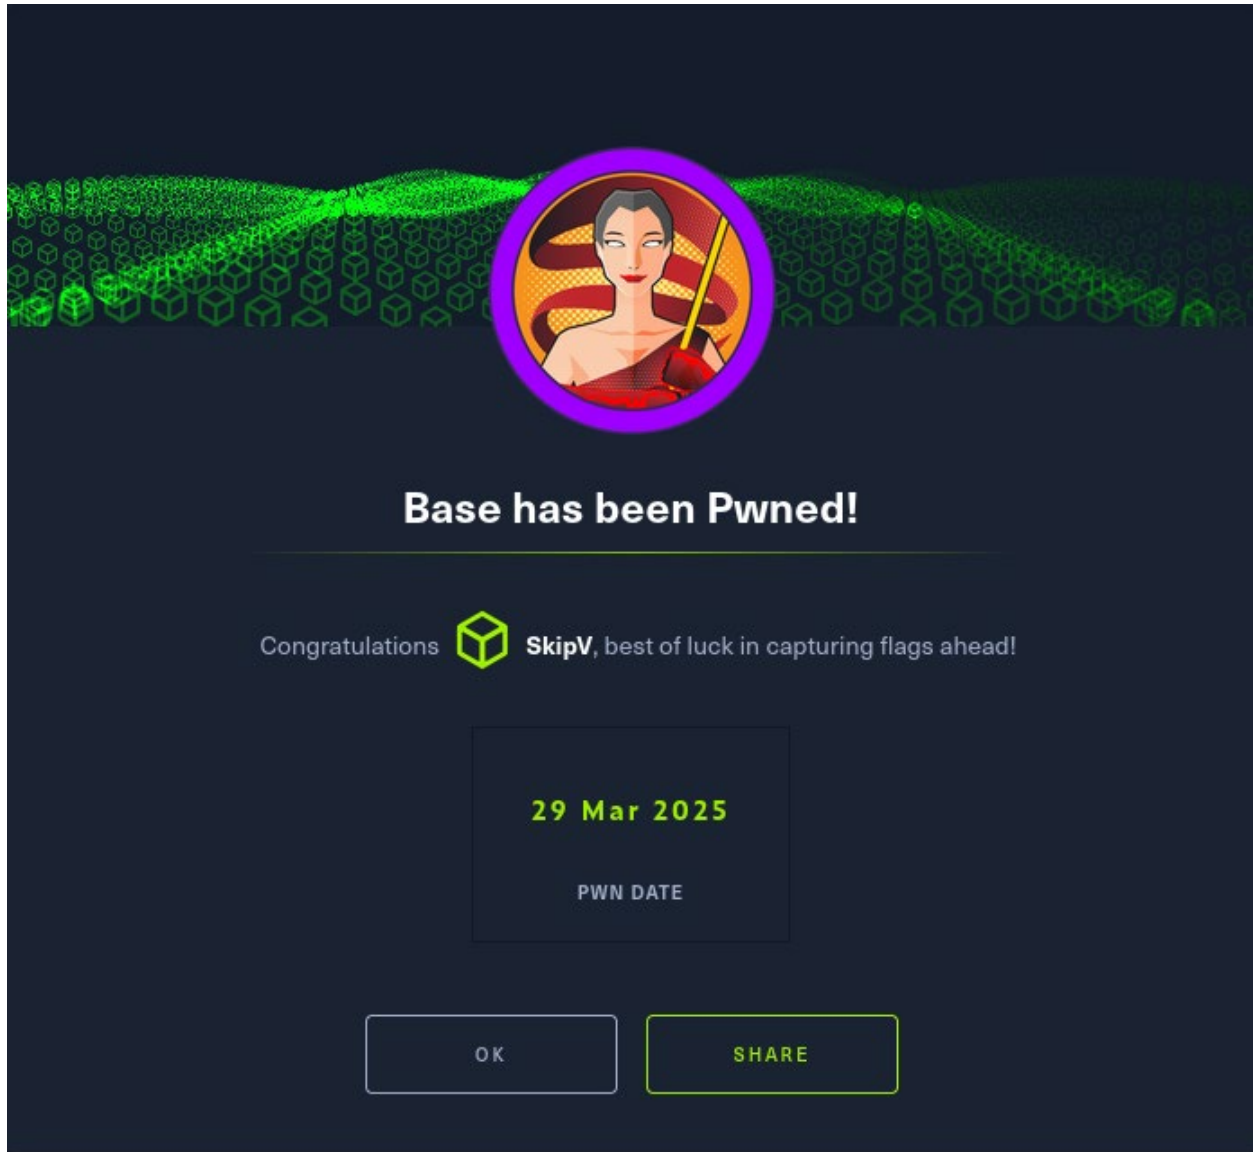 Base has been Pwned!
Congratulations SkipV, best of luck in capturing flags ahead!
29 Mar 2025
PWN DATE
OK
SHARE